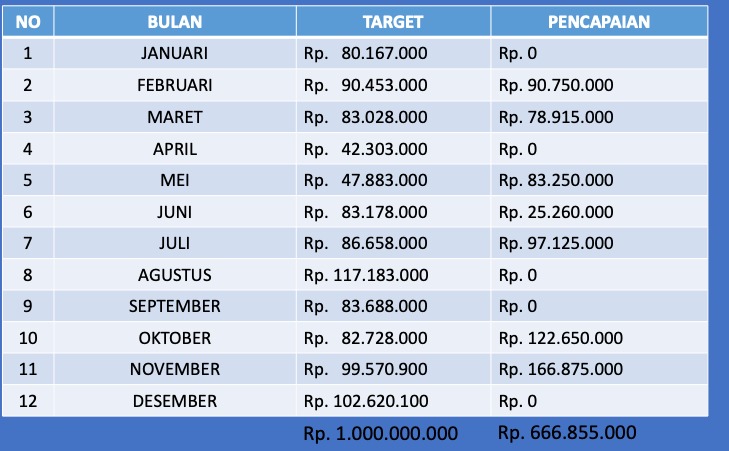 NO BULAN TARGET PENCAPAIAN
1 JANUARI Rp. 80.167.000 Rp. 0
2 FEBRUARI Rp. 90.453.000 Rp. 90.750.000
3 MARET Rp. 83.028.000 Rp. 78.915.000
4 APRIL Rp. 42.303.000 Rp. 0
5 MEI Rp. 47.883.000 Rp. 83.250.000
6 JUNI Rp. 83.178.000 Rp. 25.260.000
7 JULI Rp. 86.658.000 Rp. 97.125.000
8 AGUSTUS Rp. 117.183.000 Rp. 0
9 SEPTEMBER Rp. 83.688.000 Rp. 0
10 OKTOBER Rp. 82.728.000 Rp. 122.650.000
11 NOVEMBER Rp. 99.570.900 Rp. 166.875.000
12 DESEMBER Rp. 102.620.100 Rp. 0
Rp. 1.000.000.000 Rp. 666.855.000